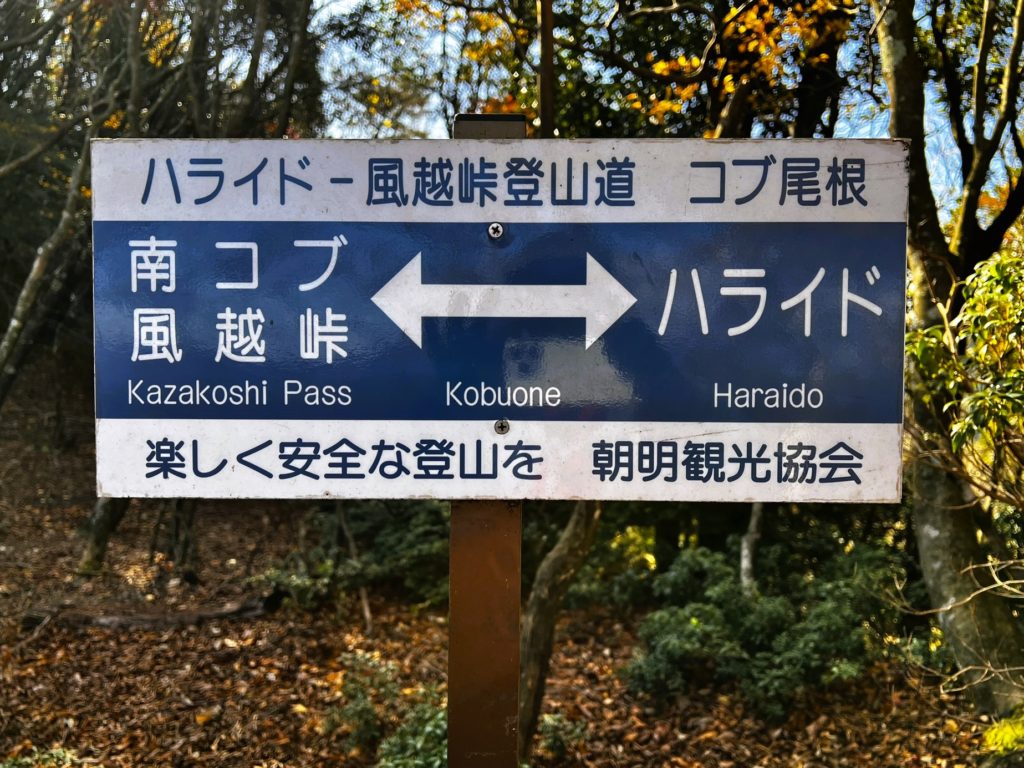 ハライド－風越峠登山道　コブ尾根
南コブ
風越峠
ハライド
Kazakoshi Pass　Kobuone　Haraido
楽しく安全な登山を　朝明観光協会